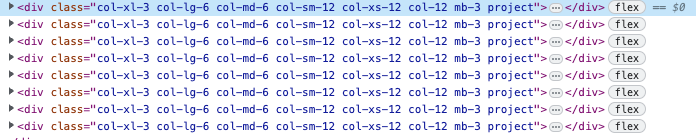 <div class="col-xl-3 col-lg-6 col-md-6 col-sm-12 col-xs-12 col-12 mb-3 project">…</div> flex == $0
<div class="col-xl-3 col-lg-6 col-md-6 col-sm-12 col-xs-12 col-12 mb-3 project">…</div> flex
<div class="col-xl-3 col-lg-6 col-md-6 col-sm-12 col-xs-12 col-12 mb-3 project">…</div> flex
<div class="col-xl-3 col-lg-6 col-md-6 col-sm-12 col-xs-12 col-12 mb-3 project">…</div> flex
<div class="col-xl-3 col-lg-6 col-md-6 col-sm-12 col-xs-12 col-12 mb-3 project">…</div> flex
<div class="col-xl-3 col-lg-6 col-md-6 col-sm-12 col-xs-12 col-12 mb-3 project">…</div> flex
<div class="col-xl-3 col-lg-6 col-md-6 col-sm-12 col-xs-12 col-12 mb-3 project">…</div> flex
<div class="col-xl-3 col-lg-6 col-md-6 col-sm-12 col-xs-12 col-12 mb-3 project">…</div> flex